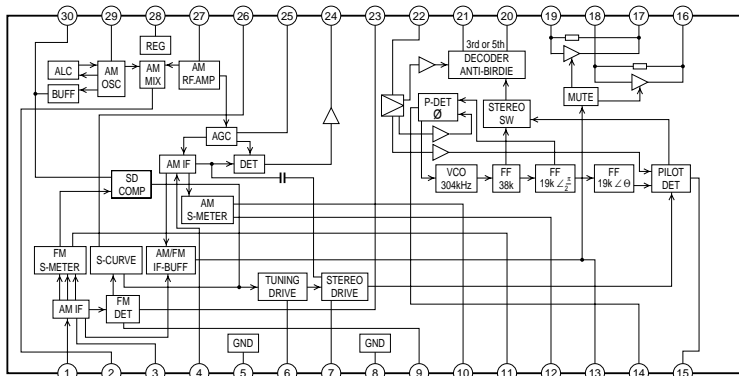 30 29 28 27 26 25 24 23 22 21 20 19 18 17 16
REG
3rd or 5th
ALC
AM
OSC
AM
MIX
AM
RF.AMP
DECODER
ANTI-BIRDIE
BUFF
P-DET
Ø
STEREO
SW
MUTE
AGC
AM IF
DET
SD
COMP
VCO
304kHz
FF
38k
FF
19k∠π/2
FF
19k∠Θ
PILOT
DET
AM
S-METER
FM
S-METER
S-CURVE
AM/FM
IF-BUFF
TUNING
DRIVE
STEREO
DRIVE
AM IF
FM
DET
GND
GND
1 2 3 4 5 6 7 8 9 10 11 12 13 14 15